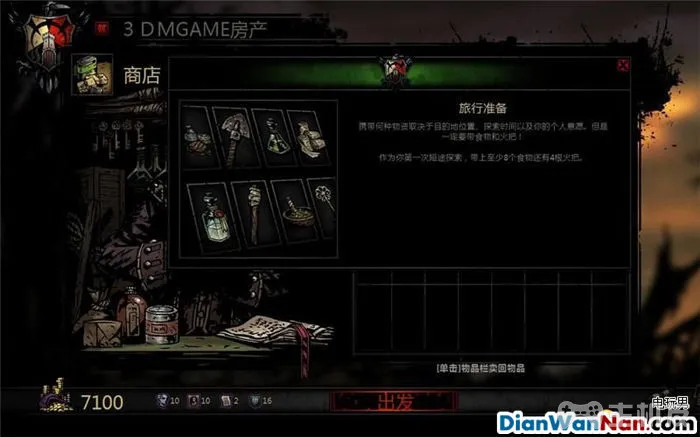 3DMGAME房产
商店
旅行准备
携带何种物资取决于目的地位置、探索时间以及你的个人意愿。但是
一定要带食物和火把！
作为你第一次短途探索，带上至少8个食物还有4根火把。
[单击]物品栏卖回物品
7100
10
10
2
16
出发
电玩男
DianWanNan.com